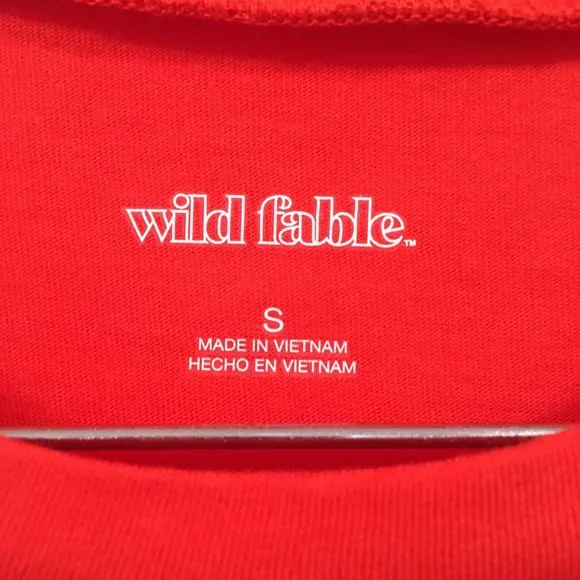 wild fable™
S
MADE IN VIETNAM
HECHO EN VIETNAM